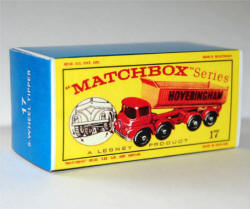 "MATCHBOX" Series
HOVERINGHAM
17
A LESNEY PRODUCT
17
8-WHEEL TIPPER